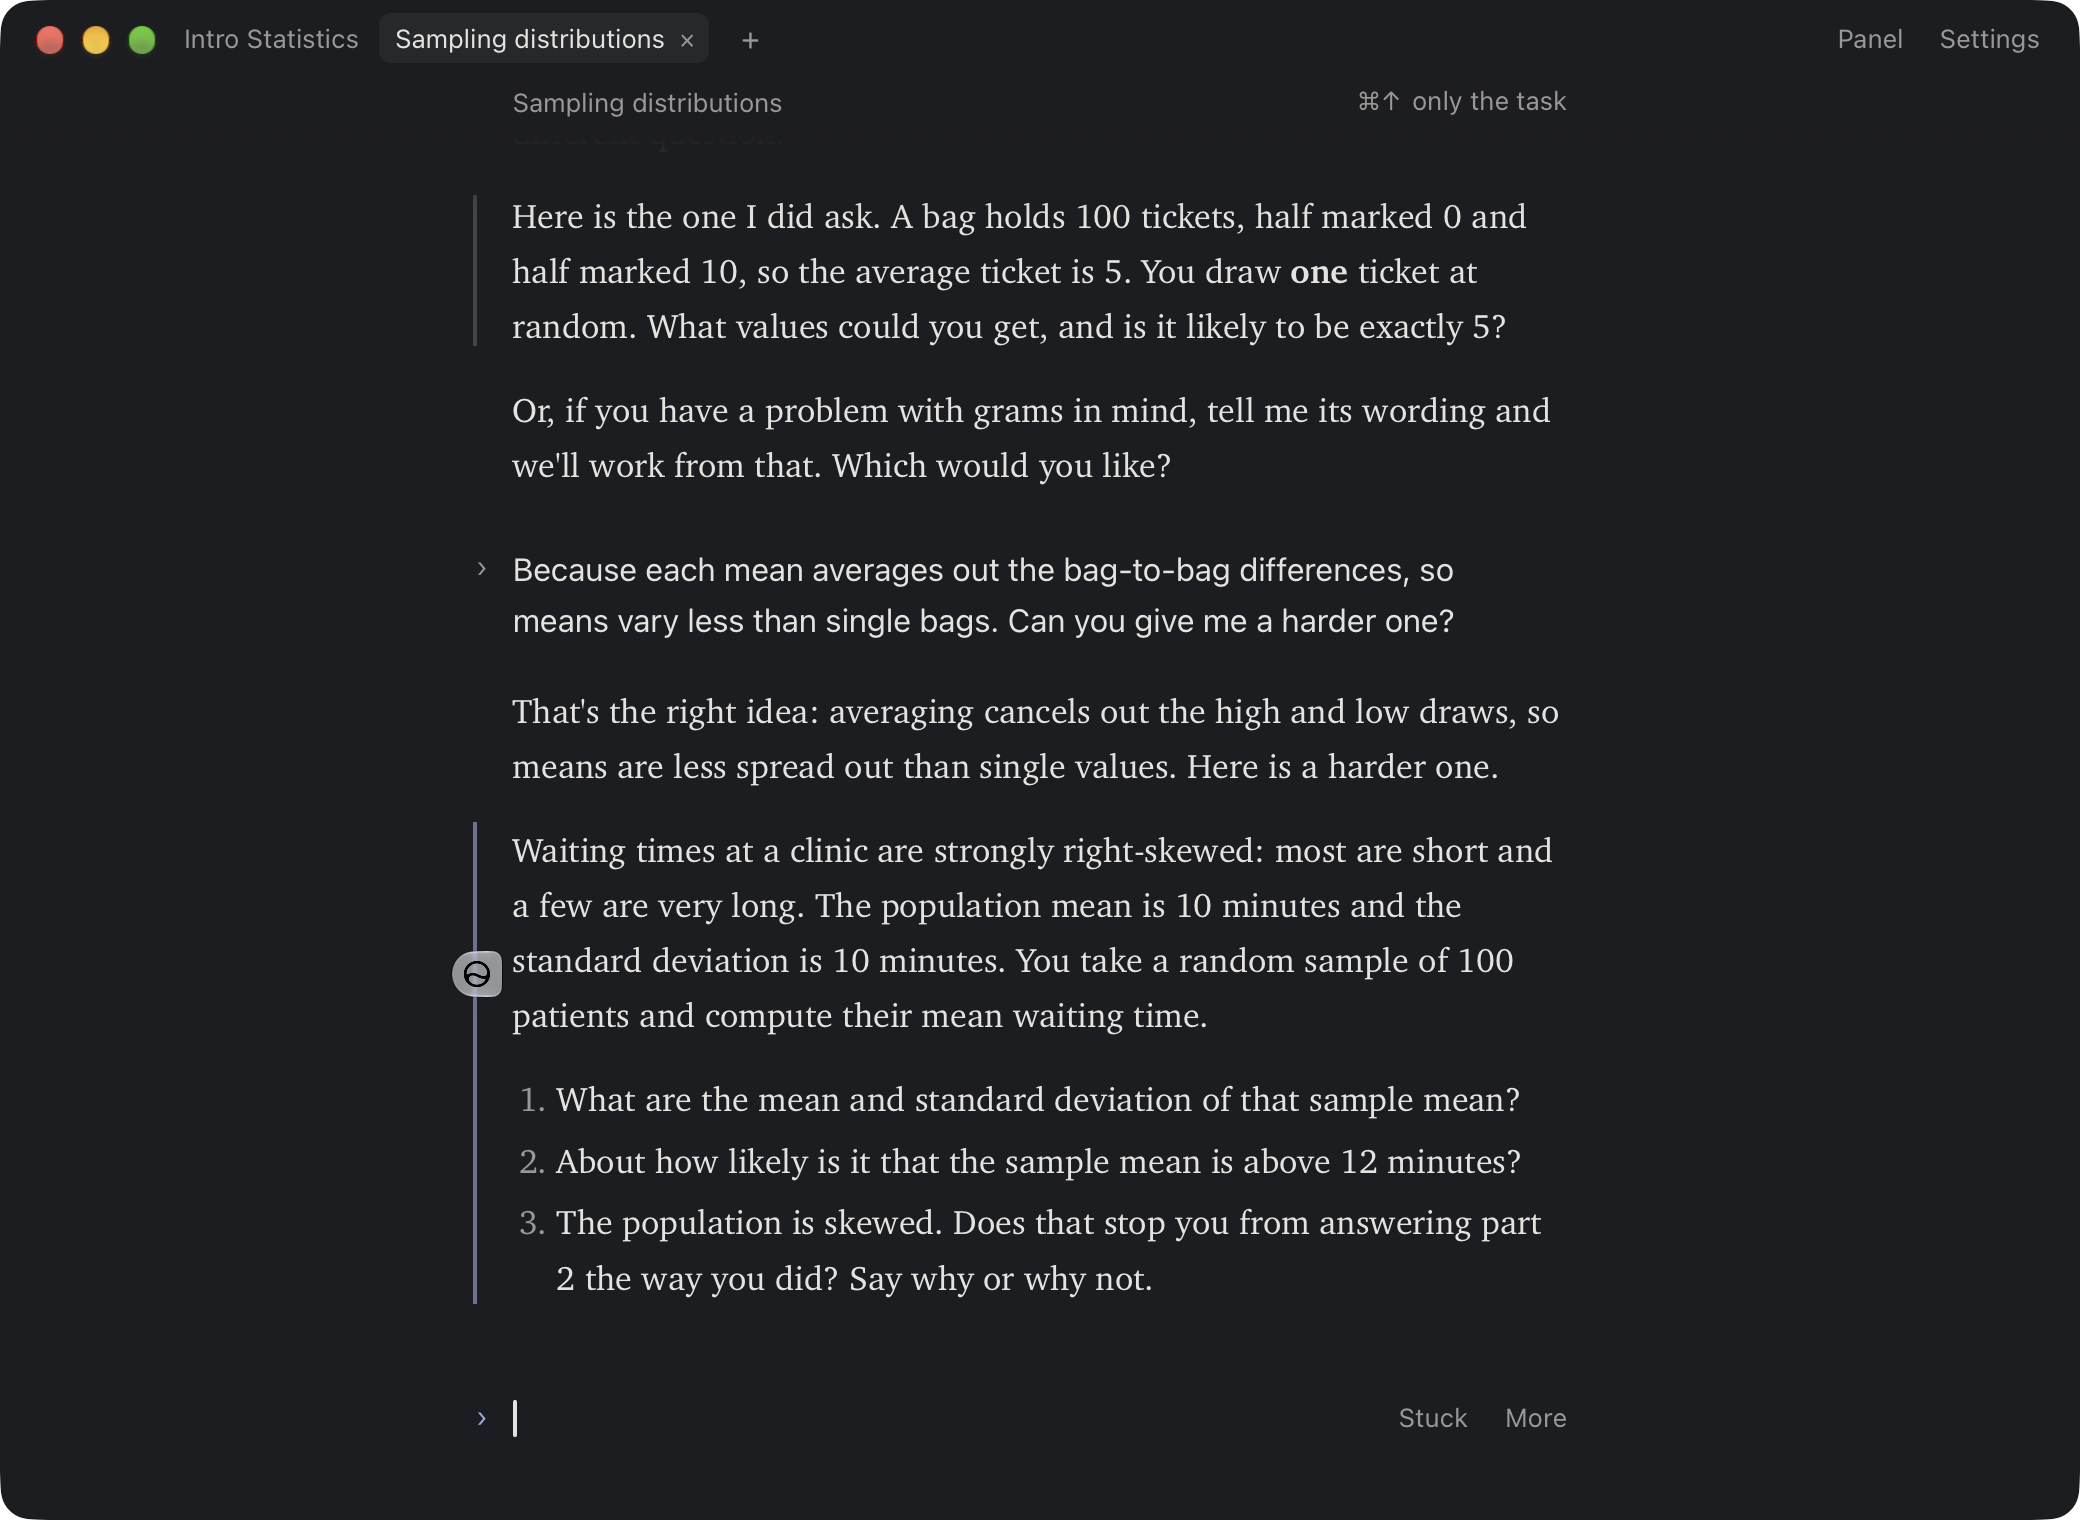 Intro Statistics
Sampling distributions ×
+
Panel
Settings
Sampling distributions
⌘↑ only the task
Here is the one I did ask. A bag holds 100 tickets, half marked 0 and
half marked 10, so the average ticket is 5. You draw one ticket at
random. What values could you get, and is it likely to be exactly 5?
Or, if you have a problem with grams in mind, tell me its wording and
we'll work from that. Which would you like?
› Because each mean averages out the bag-to-bag differences, so
means vary less than single bags. Can you give me a harder one?
That's the right idea: averaging cancels out the high and low draws, so
means are less spread out than single values. Here is a harder one.
Waiting times at a clinic are strongly right-skewed: most are short and
a few are very long. The population mean is 10 minutes and the
standard deviation is 10 minutes. You take a random sample of 100
patients and compute their mean waiting time.
1. What are the mean and standard deviation of that sample mean?
2. About how likely is it that the sample mean is above 12 minutes?
3. The population is skewed. Does that stop you from answering part
2 the way you did? Say why or why not.
›
Stuck
More